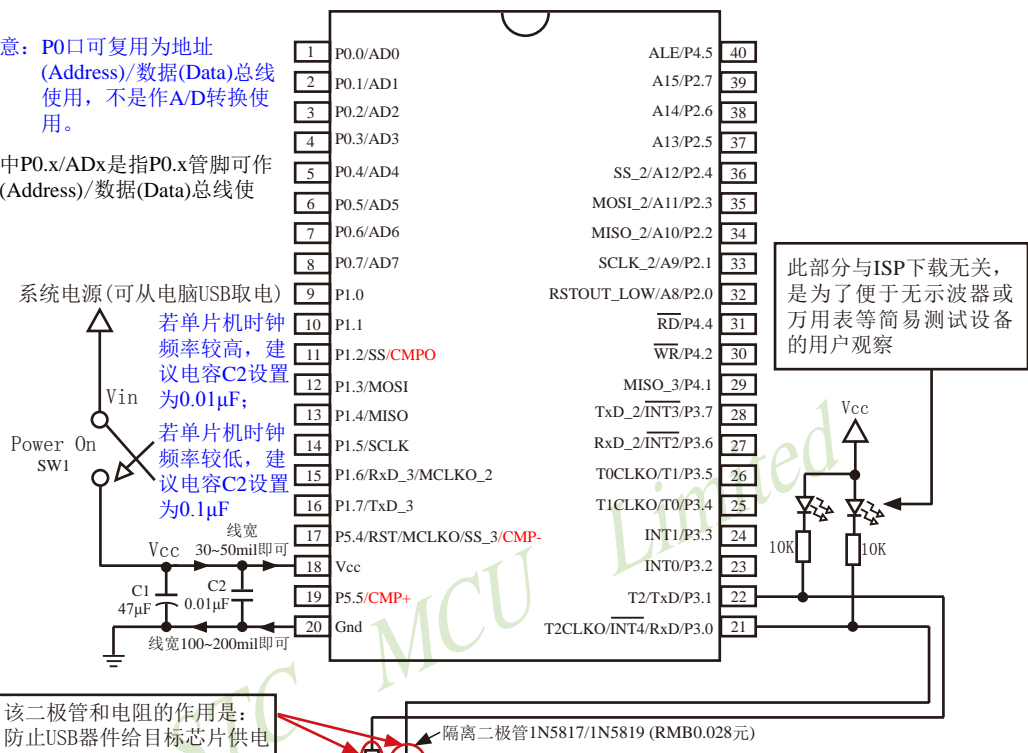 意：P0口可复用为地址
(Address)/数据(Data)总线
使用，不是作A/D转换使
用。
中P0.x/ADx是指P0.x管脚可作
(Address)/数据(Data)总线使
系统电源(可从电脑USB取电)
若单片机时钟
频率较高，建
议电容C2设置
为0.01μF;
若单片机时钟
频率较低，建
议电容C2设置
为0.1μF
Vin
Power On
SW1
Vcc
线宽
30~50mil即可
C1
47μF
C2
0.01μF
线宽100~200mil即可
1 P0.0/AD0
2 P0.1/AD1
3 P0.2/AD2
4 P0.3/AD3
5 P0.4/AD4
6 P0.5/AD5
7 P0.6/AD6
8 P0.7/AD7
9 P1.0
10 P1.1
11 P1.2/SS/CMPO
12 P1.3/MOSI
13 P1.4/MISO
14 P1.5/SCLK
15 P1.6/RxD_3/MCLKO_2
16 P1.7/TxD_3
17 P5.4/RST/MCLKO/SS_3/CMP-
18 Vcc
19 P5.5/CMP+
20 Gnd
ALE/P4.5 40
A15/P2.7 39
A14/P2.6 38
A13/P2.5 37
SS_2/A12/P2.4 36
MOSI_2/A11/P2.3 35
MISO_2/A10/P2.2 34
SCLK_2/A9/P2.1 33
RSTOUT_LOW/A8/P2.0 32
RD/P4.4 31
WR/P4.2 30
MISO_3/P4.1 29
TxD_2/INT3/P3.7 28
RxD_2/INT2/P3.6 27
T0CLKO/T1/P3.5 26
T1CLKO/T0/P3.4 25
INT1/P3.3 24
INT0/P3.2 23
T2/TxD/P3.1 22
T2CLKO/INT4/RxD/P3.0 21
此部分与ISP下载无关，
是为了便于无示波器或
万用表等简易测试设备
的用户观察
Vcc
10K
10K
STC MCU Limited
该二极管和电阻的作用是：
防止USB器件给目标芯片供电
隔离二极管1N5817/1N5819 (RMB0.028元)